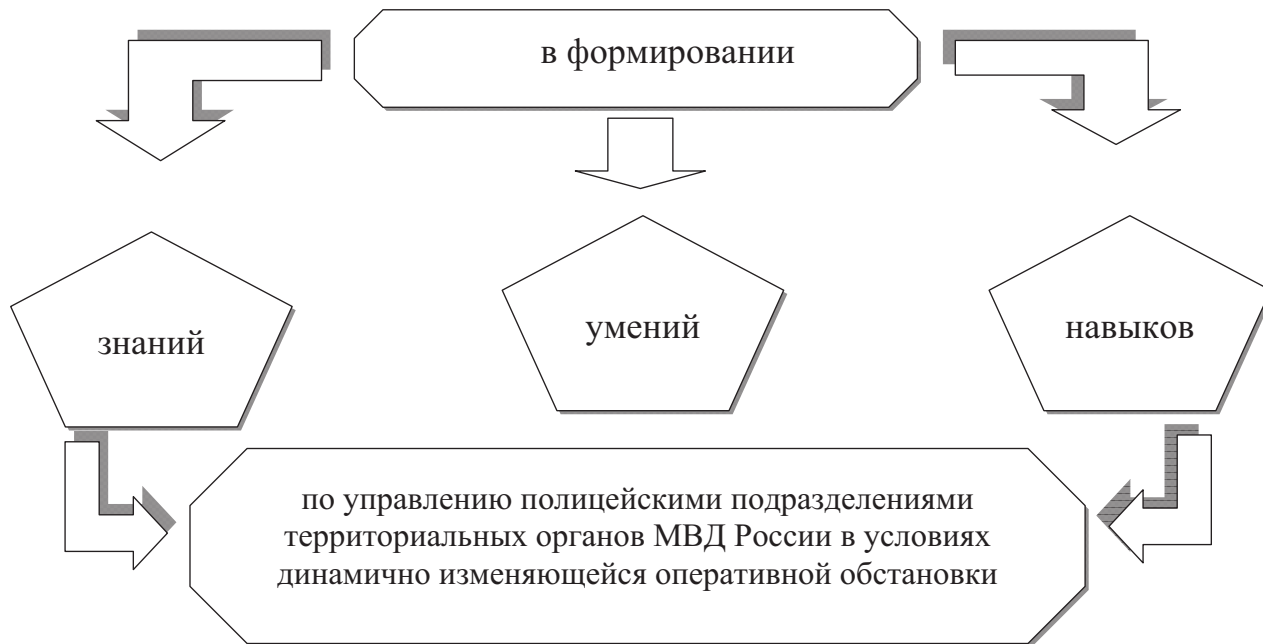 в формировании
знаний
умений
навыков
по управлению полицейскими подразделениями
территориальных органов МВД России в условиях
динамично изменяющейся оперативной обстановки